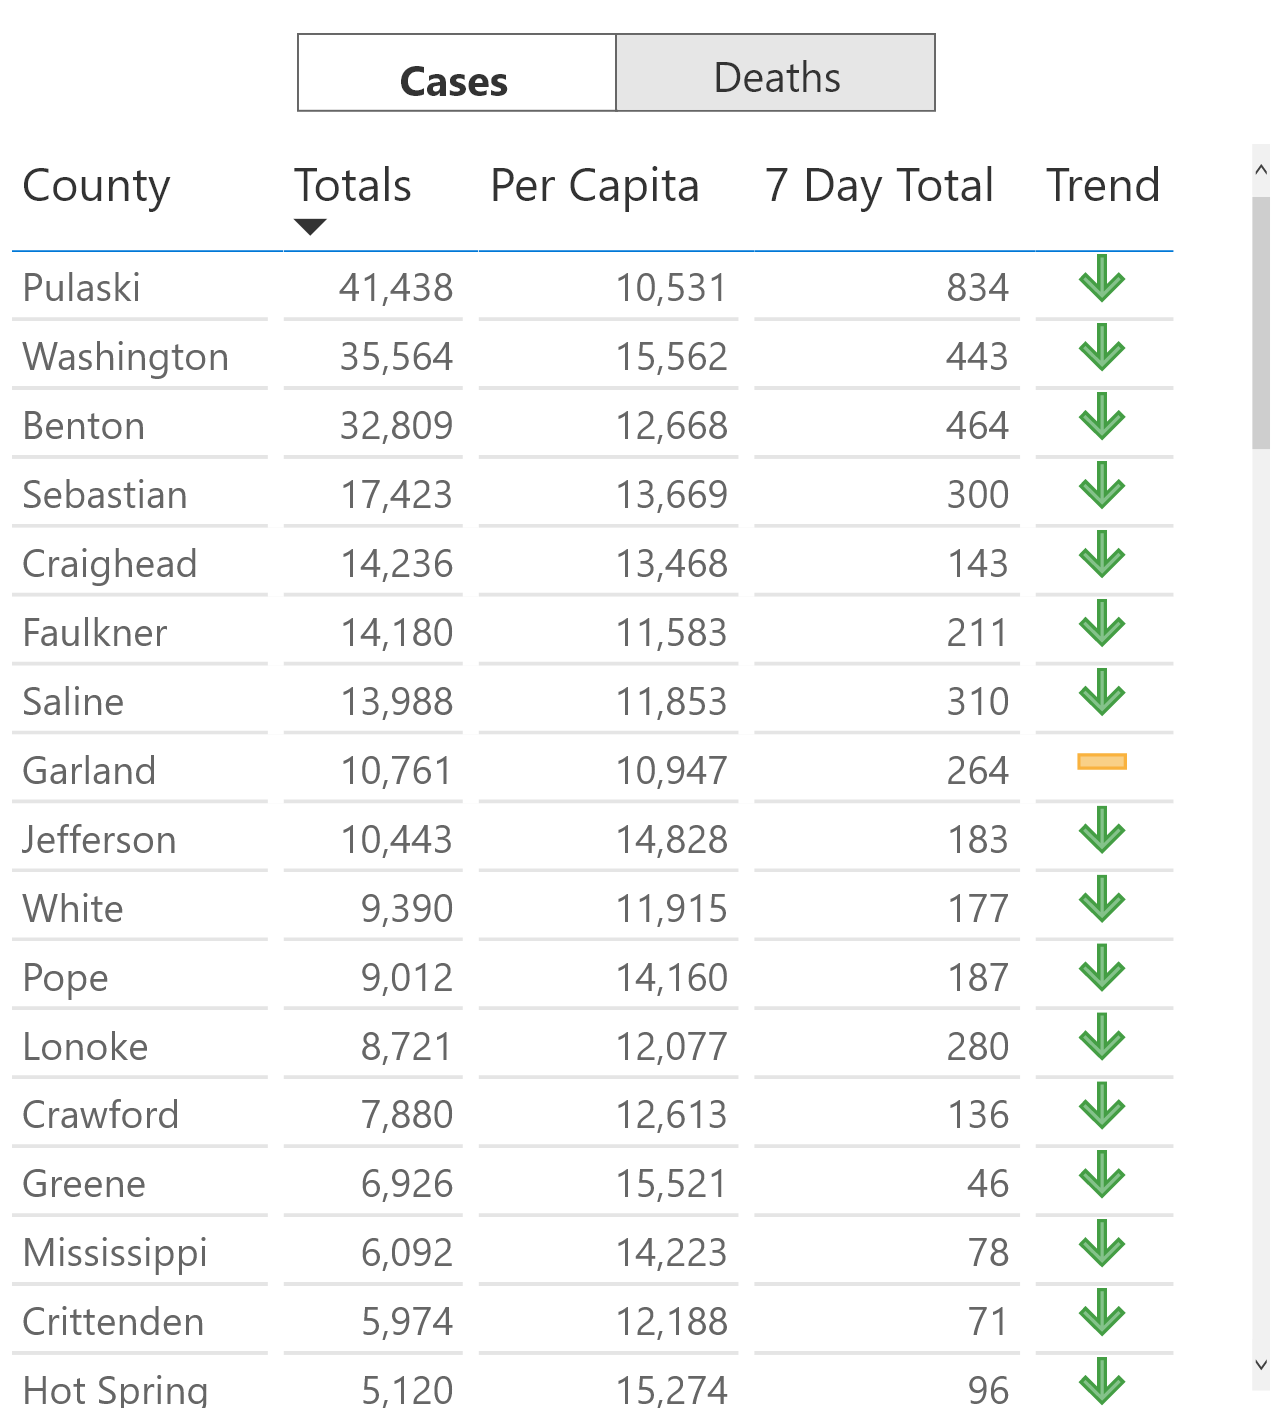 Cases Deaths
County Totals Per Capita 7 Day Total Trend
Pulaski 41,438 10,531 834
Washington 35,564 15,562 443
Benton 32,809 12,668 464
Sebastian 17,423 13,669 300
Craighead 14,236 13,468 143
Faulkner 14,180 11,583 211
Saline 13,988 11,853 310
Garland 10,761 10,947 264
Jefferson 10,443 14,828 183
White 9,390 11,915 177
Pope 9,012 14,160 187
Lonoke 8,721 12,077 280
Crawford 7,880 12,613 136
Greene 6,926 15,521 46
Mississippi 6,092 14,223 78
Crittenden 5,974 12,188 71
Hot Spring 5,120 15,274 96